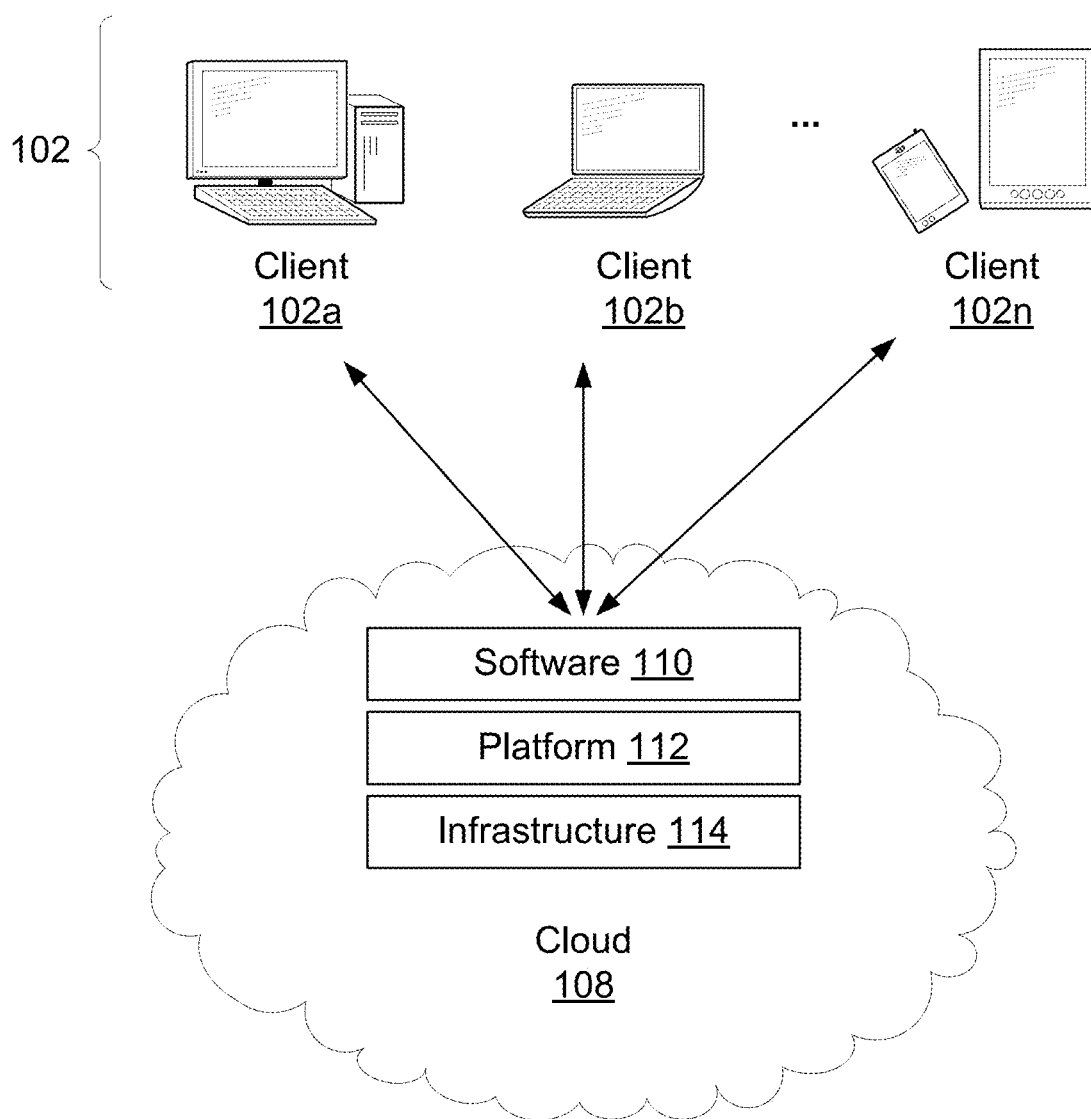 102
...
Client
102a
Client
102b
Client
102n
Software 110
Platform 112
Infrastructure 114
Cloud
108